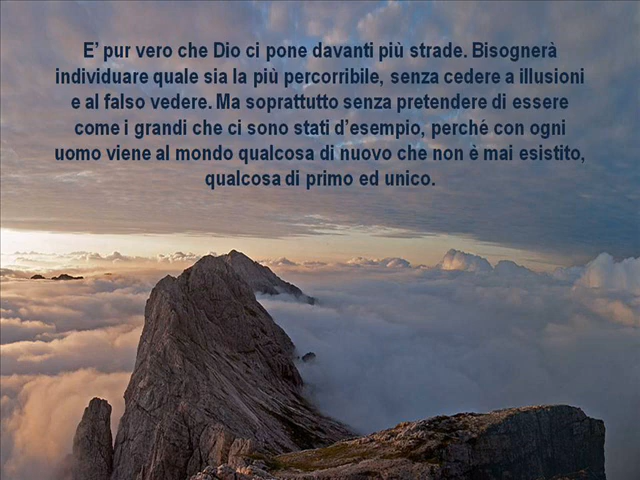 E’ pur vero che Dio ci pone davanti più strade. Bisognerà
individuare quale sia la più percorribile, senza cedere a illusioni
e al falso vedere. Ma soprattutto senza pretendere di essere
come i grandi che ci sono stati d’esempio, perché con ogni
uomo viene al mondo qualcosa di nuovo che non è mai esistito,
qualcosa di primo ed unico.